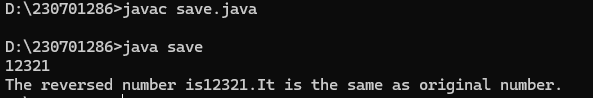 D:\230701286>javac save.java
D:\230701286>java save
12321
The reversed number is12321.It is the same as original number.